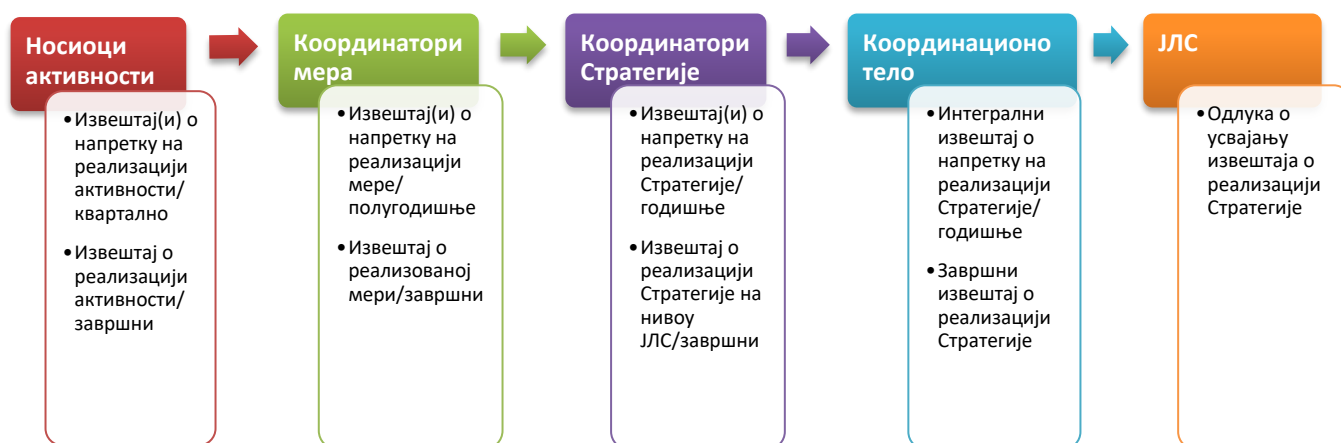 Носиоци
активности
•Извештај(и) о
напретку на
реализацији
активности/
квартално
•Извештај о
реализацији
активности/
завршни
Координатори
мера
•Извештај(и) о
напретку на
реализацији
мере/
полугодишње
•Извештај о
реализованој
мери/завршни
Координатори
Стратегије
•Извештај(и) о
напретку на
реализацији
Стратегије/
годишње
•Извештај о
реализацији
Стратегије на
нивоу
ЈЛС/завршни
Координационо
тело
•Интегрални
извештај о
напретку на
реализацији
Стратегије/
годишње
•Завршни
извештај о
реализацији
Стратегије
ЈЛС
•Одлука о
усвајању
извештаја о
реализацији
Стратегије